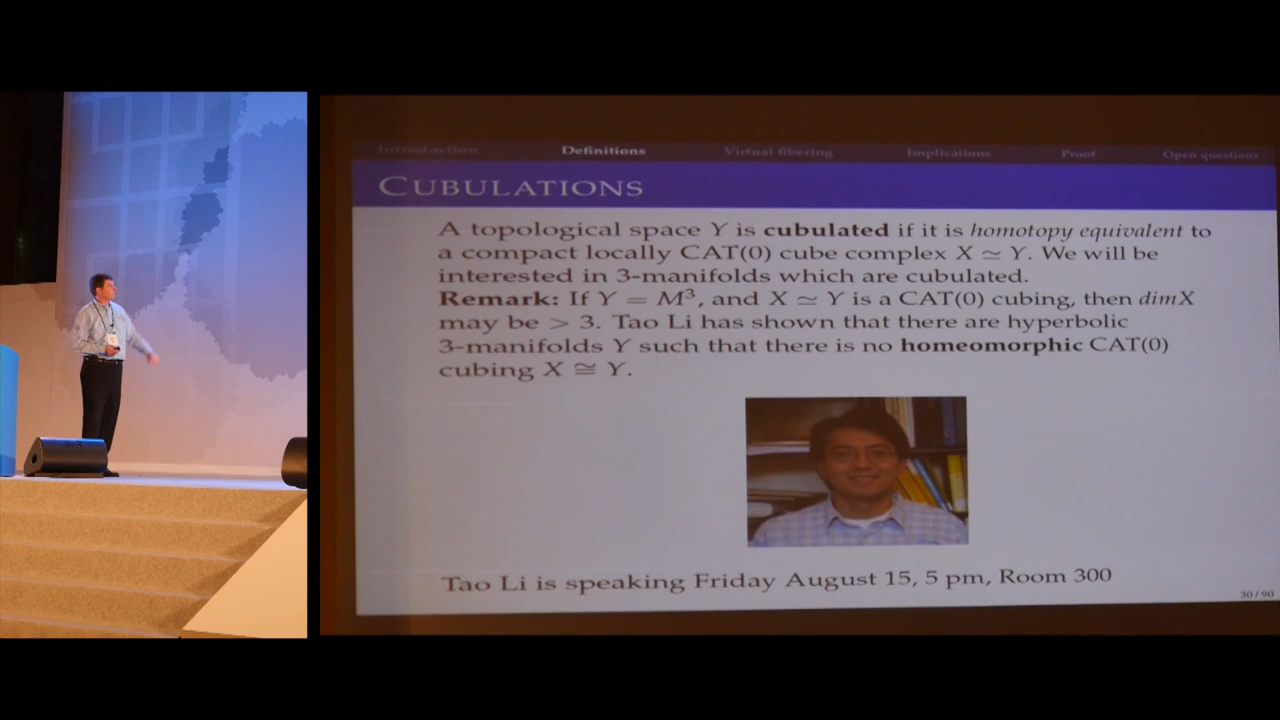 Introduction Definitions Virtual fibering Implications Proof Open questions
CUBULATIONS
A topological space Y is cubulated if it is homotopy equivalent to
a compact locally CAT(0) cube complex X ≃ Y. We will be
interested in 3-manifolds which are cubulated.
Remark: If Y = M³, and X ≃ Y is a CAT(0) cubing, then dimX
may be > 3. Tao Li has shown that there are hyperbolic
3-manifolds Y such that there is no homeomorphic CAT(0)
cubing X ≅ Y.
Tao Li is speaking Friday August 15, 5 pm, Room 300
30 / 90